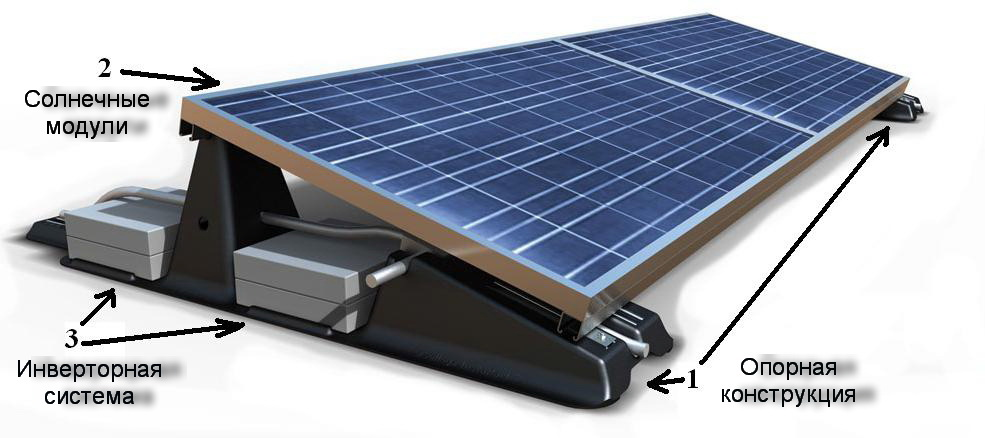 2
Солнечные
модули
3
Инверторная
система
1
Опорная
конструкция